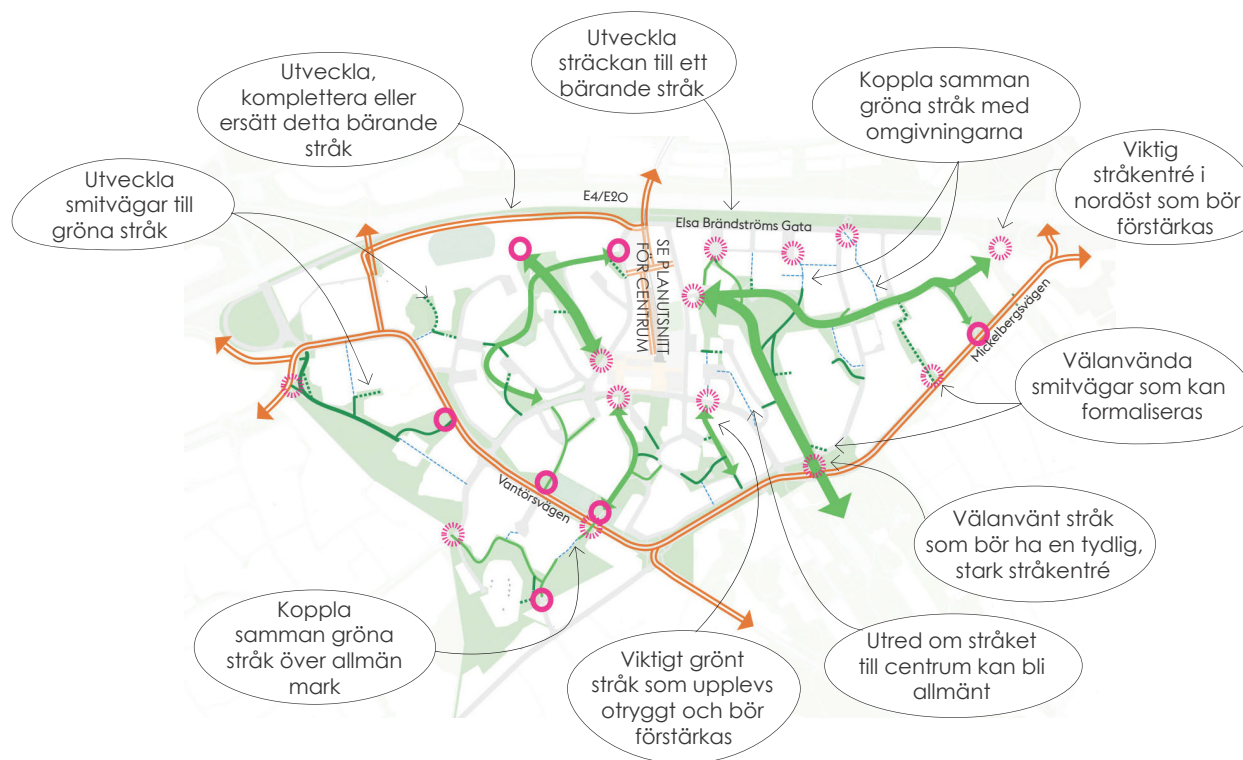 Utveckla
sträckan till ett
bärande stråk
Utveckla,
komplettera eller
ersätt detta bärande
stråk
Koppla samman
gröna stråk med
omgivningarna
Viktig
stråkentré i
nordöst som bör
förstärkas
Utveckla
smitvägar till
gröna stråk
E4/E20
Elsa Brändströms Gata
SE PLANUTSNITT
FÖR CENTRUM
Mickelbergsvägen
Välanvända
smitvägar som kan
formaliseras
Vantörsvägen
Välanvänt stråk
som bör ha en tydlig,
stark stråkentré
Koppla
samman gröna
stråk över allmän
mark
Viktigt grönt
stråk som upplevs
otryggt och bör
förstärkas
Utred om stråket
till centrum kan bli
allmänt